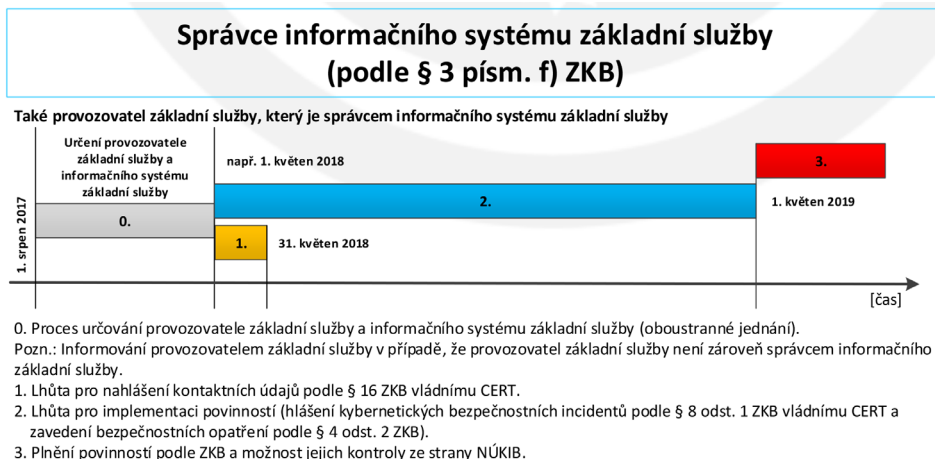 Správce informačního systému základní služby
(podle § 3 písm. f) ZKB)
Také provozovatel základní služby, který je správcem informačního systému základní služby
Určení provozovatele
základní služby a
informačního systému
základní služby
např. 1. květen 2018
3.
2.
1. květen 2019
0.
1. srpen 2017
1.
31. květen 2018
[čas]
0. Proces určování provozovatele základní služby a informačního systému základní služby (oboustranné jednání).
Pozn.: Informování provozovatelem základní služby v případě, že provozovatel základní služby není zároveň správcem informačního
základní služby.
1. Lhůta pro nahlášení kontaktních údajů podle § 16 ZKB vládnímu CERT.
2. Lhůta pro implementaci povinností (hlášení kybernetických bezpečnostních incidentů podle § 8 odst. 1 ZKB vládnímu CERT a
zavedení bezpečnostních opatření podle § 4 odst. 2 ZKB).
3. Plnění povinností podle ZKB a možnost jejich kontroly ze strany NÚKIB.